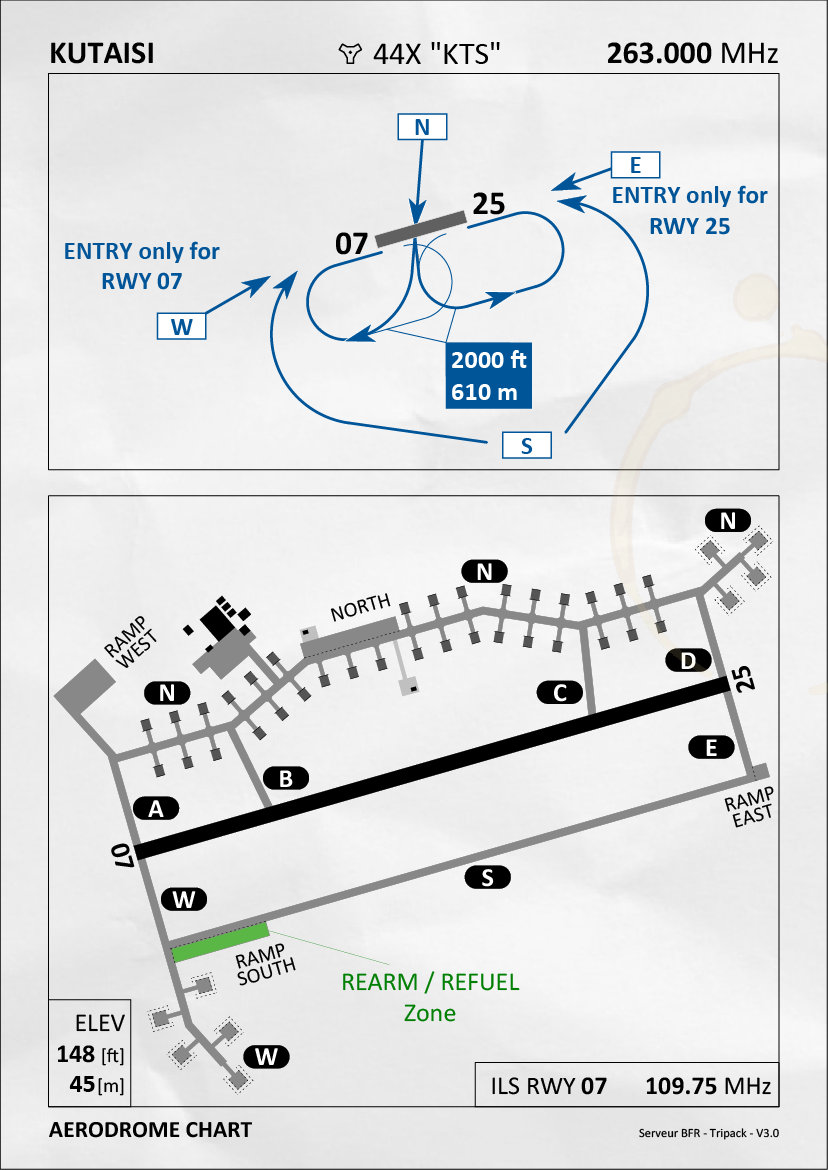 KUTAISI
44X "KTS"
263.000 MHz
N
E
ENTRY only for
RWY 25
25
07
ENTRY only for
RWY 07
W
2000 ft
610 m
S
N
N
NORTH
RAMP
WEST
N
D
25
C
E
B
A
RAMP
EAST
07
S
W
RAMP
SOUTH
REARM / REFUEL
Zone
W
ELEV
148 [ft]
45[m]
ILS RWY 07 109.75 MHz
AERODROME CHART
Serveur BFR - Tripack - V3.0